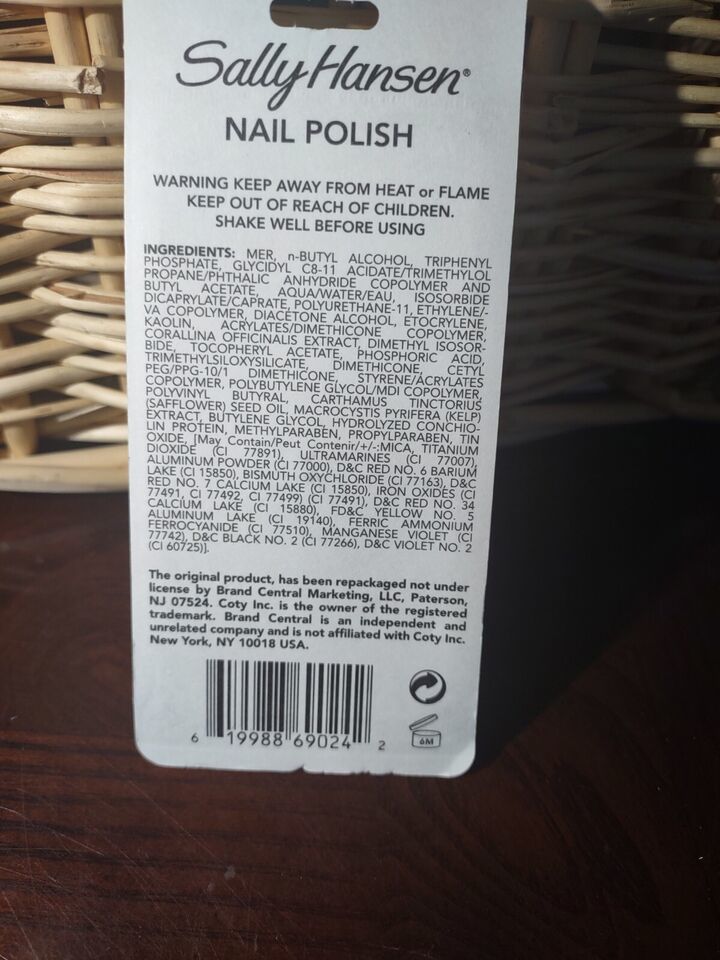 Sally Hansen®
NAIL POLISH
WARNING KEEP AWAY FROM HEAT or FLAME
KEEP OUT OF REACH OF CHILDREN.
SHAKE WELL BEFORE USING
INGREDIENTS: MER, n-BUTYL ALCOHOL, TRIPHENYL
PHOSPHATE, GLYCIDYL C8-11 ACIDATE/TRIMETHYLOL
PROPANE/PHTHALIC ANHYDRIDE COPOLYMER AND
BUTYL ACETATE, AQUA/WATER/EAU, ISOSORBIDE
DICAPRYLATE/CAPRATE, POLYURETHANE-11, ETHYLENE/-
VA COPOLYMER, DIACETONE ALCOHOL, ETOCRYLENE,
KAOLIN, ACRYLATES/DIMETHICONE COPOLYMER,
CORALLINA OFFICINALIS EXTRACT, DIMETHYL ISOSOR-
BIDE, TOCOPHERYL ACETATE, PHOSPHORIC ACID,
TRIMETHYLSILOXYSILICATE, DIMETHICONE, CETYL
PEG/PPG-10/1 DIMETHICONE, STYRENE/ACRYLATES
COPOLYMER, POLYBUTYLENE GLYCOL/MDI COPOLYMER,
POLYVINYL BUTYRAL, CARTHAMUS TINCTORIUS
(SAFFLOWER) SEED OIL, MACROCYSTIS PYRIFERA (KELP)
EXTRACT, BUTYLENE GLYCOL, HYDROLYZED CONCHIO-
LIN PROTEIN, METHYLPARABEN, PROPYLPARABEN, TIN
OXIDE, [May Contain/Peut Contenir/+/-:MICA, TITANIUM
DIOXIDE (CI 77891), ULTRAMARINES (CI 77007),
ALUMINUM POWDER (CI 77000), D&C RED NO. 6 BARIUM
LAKE (CI 15850), BISMUTH OXYCHLORIDE (CI 77163), D&C
RED NO. 7 CALCIUM LAKE (CI 15850), IRON OXIDES (CI
77491, CI 77492, CI 77499) (CI 77491), D&C RED NO. 34
CALCIUM LAKE (CI 15880), FD&C YELLOW NO. 5
ALUMINUM LAKE (CI 19140), FERRIC AMMONIUM
FERROCYANIDE (CI 77510), MANGANESE VIOLET (CI
77742), D&C BLACK NO. 2 (CI 77266), D&C VIOLET NO. 2
(CI 60725)].
The original product, has been repackaged not under
license by Brand Central Marketing, LLC, Paterson,
NJ 07524. Coty Inc. is the owner of the registered
trademark. Brand Central is an independent and
unrelated company and is not affiliated with Coty Inc.
New York, NY 10018 USA.
6 19988 69024 2
6M